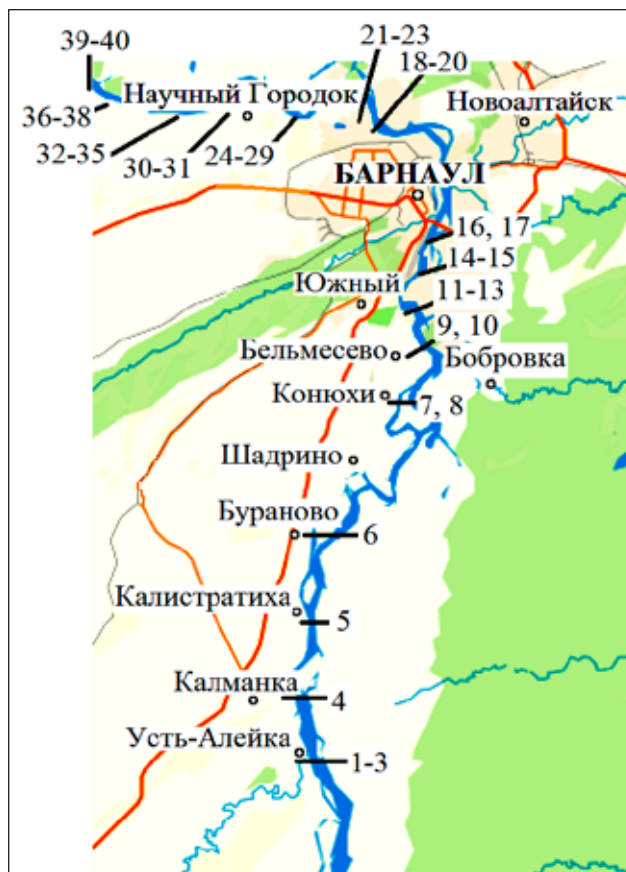 39-40
21-23
18-20
Научный Городок
Новоалтайск
36-38
32-35
30-31
24-29
БАРНАУЛ
16, 17
14-15
Южный
11-13
9, 10
Бельмесево
Бобровка
Конюхи
7, 8
Шадрино
Бураново
6
Калистратиха
5
Калманка
4
Усть-Алейка
1-3